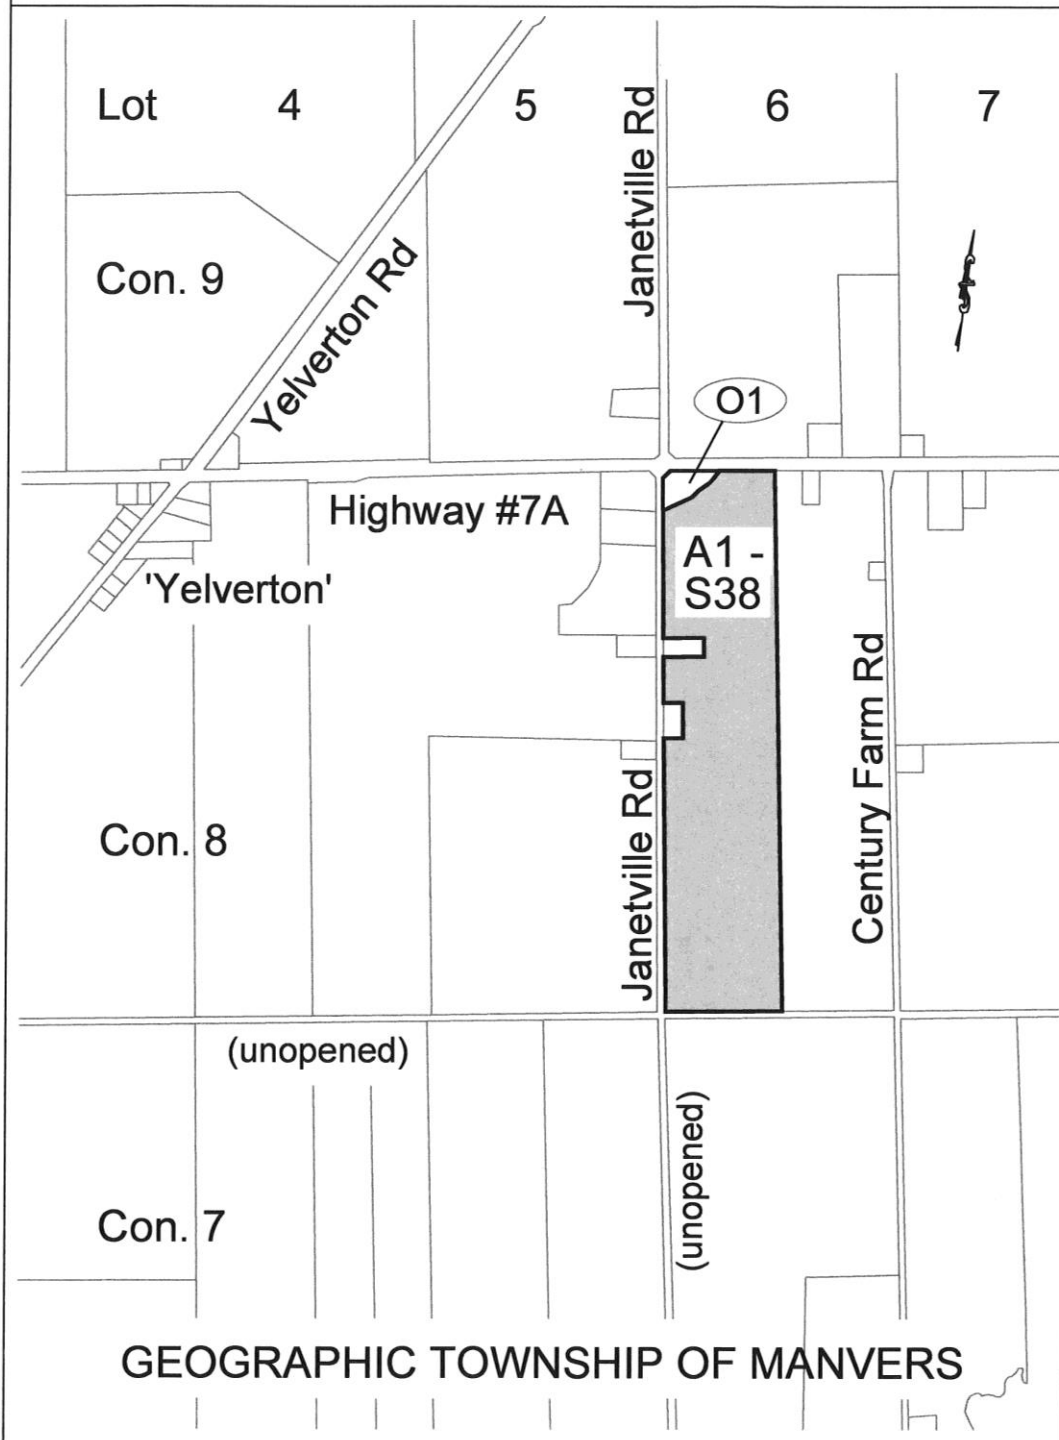 Lot 4 5 6 7
Janetville Rd
Con. 9
Yelverton Rd
O1
Highway #7A
A1 -
S38
'Yelverton'
Century Farm Rd
Janetville Rd
Con. 8
(unopened)
(unopened)
Con. 7
GEOGRAPHIC TOWNSHIP OF MANVERS